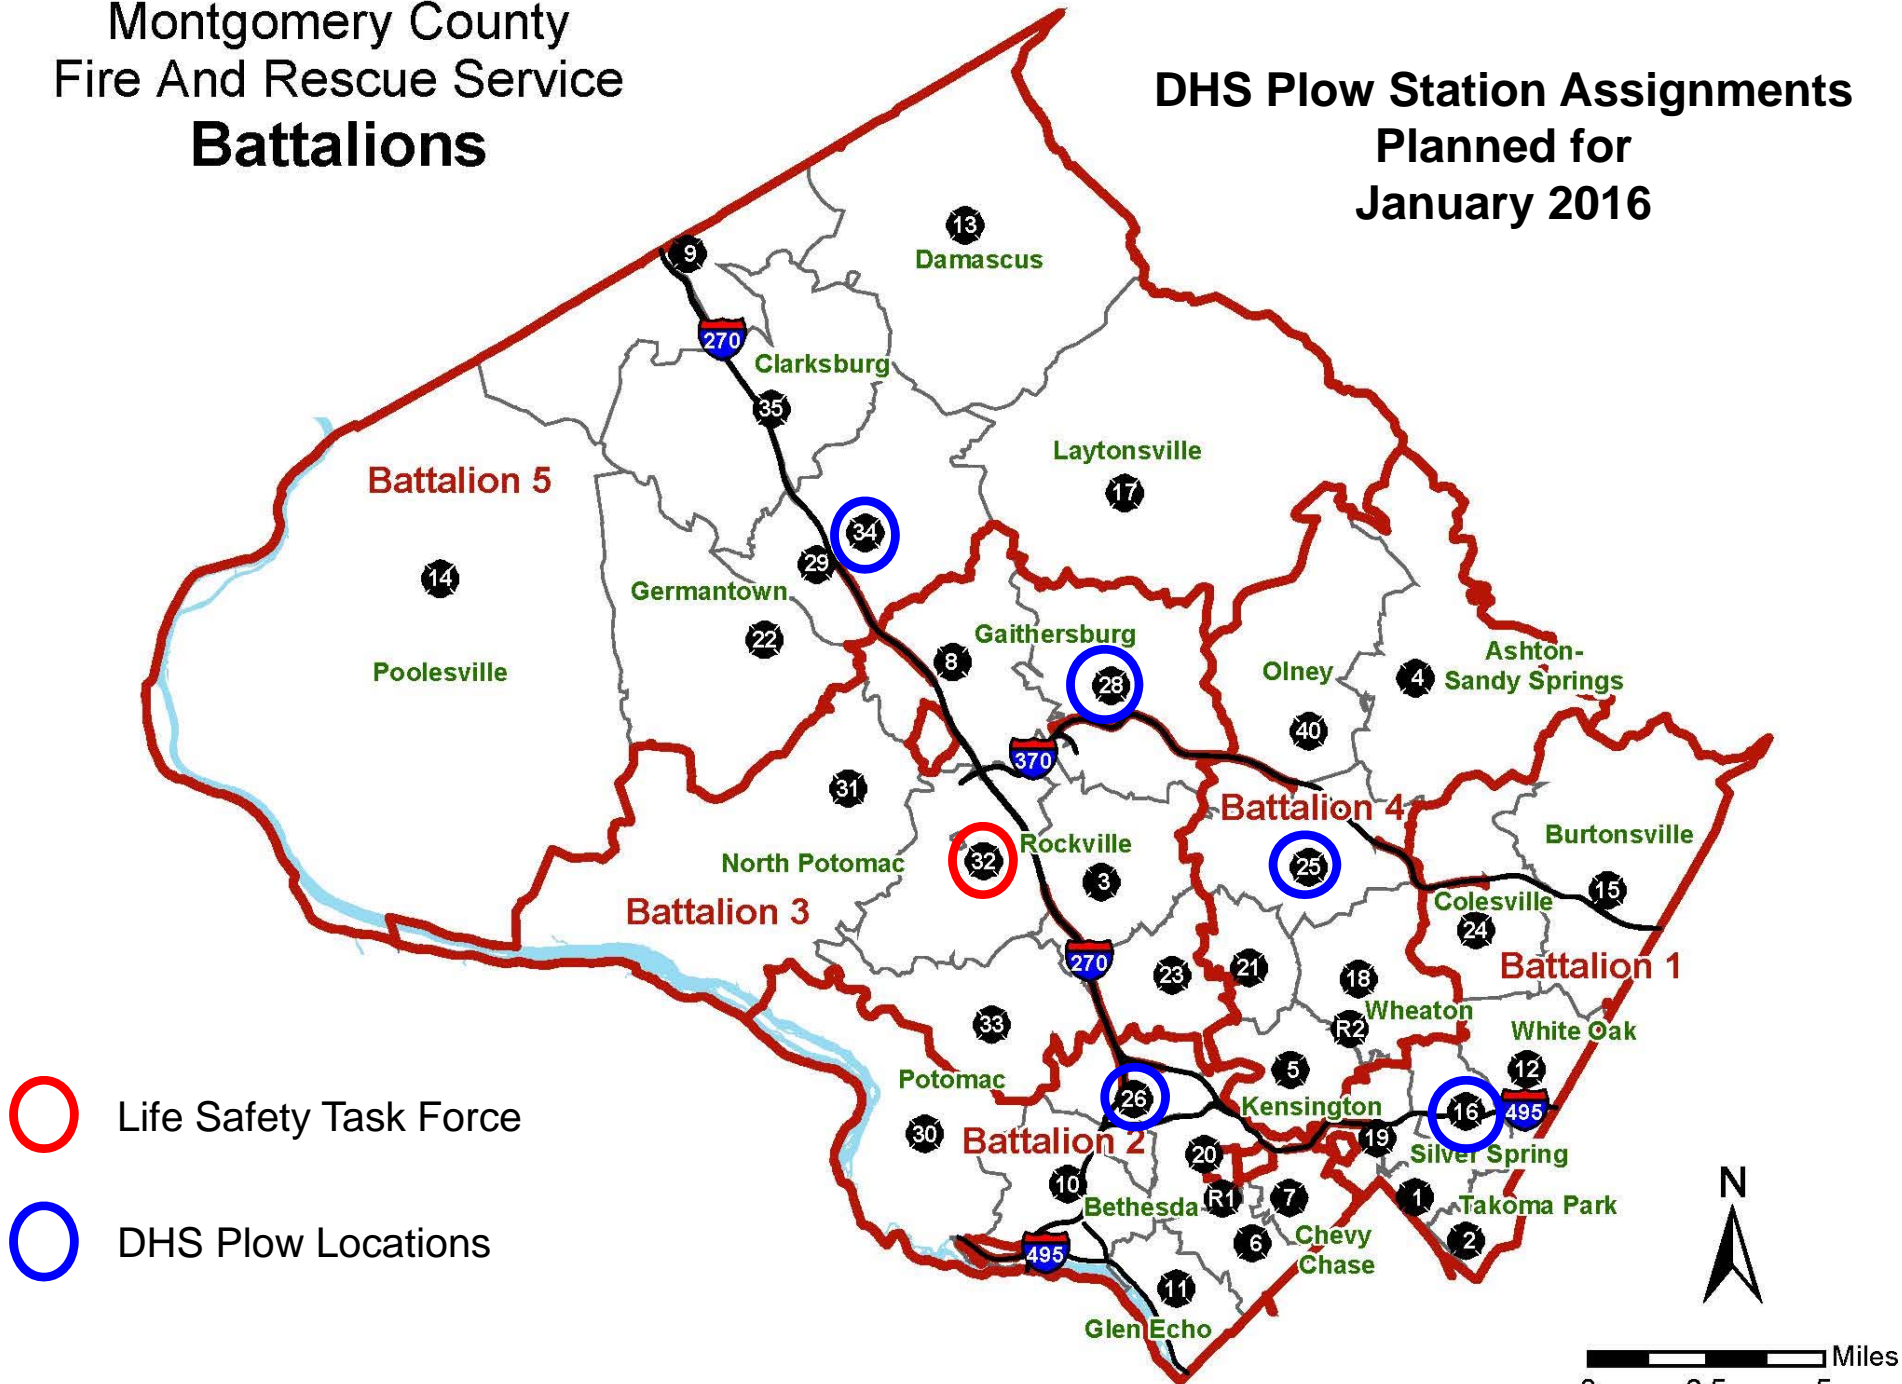 Montgomery County
Fire And Rescue Service
Battalions
DHS Plow Station Assignments
Planned for
January 2016
13
Damascus
9
270
Clarksburg
35
Laytonsville
Battalion 5
17
34
29
14
Germantown
22
Gaithersburg
8
Poolesville
28
Olney
4
Ashton-
Sandy Springs
40
370
31
Battalion 4
Burtonsville
Rockville
North Potomac
32
3
25
15
Colesville
Battalion 3
24
270
23
21
18
Battalion 1
Wheaton
33
R2
White Oak
5
12
Potomac
26
Kensington
16
495
Life Safety Task Force
30
Battalion 2
20
19
Silver Spring
10
R1
7
1
Takoma Park
Bethesda
6
Chevy
Chase
2
N
DHS Plow Locations
495
11
Glen Echo
Miles